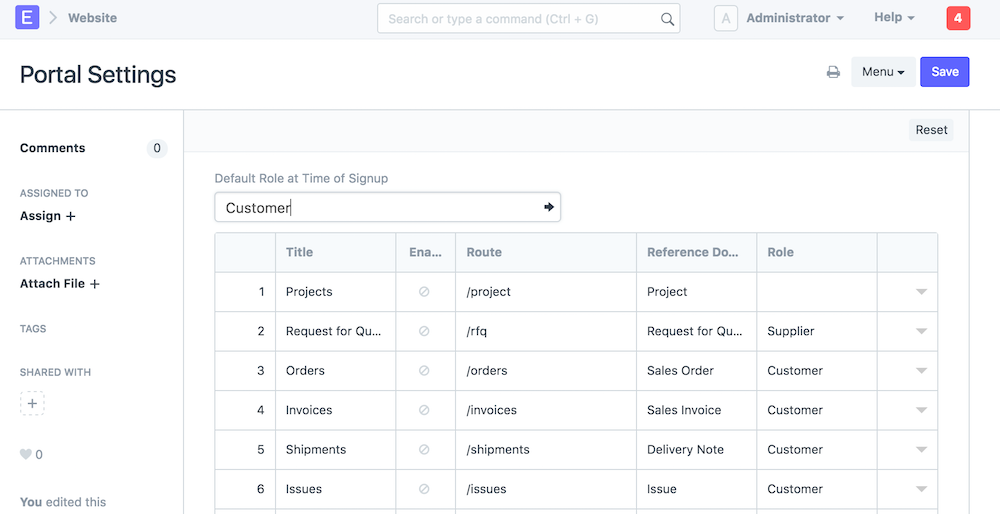 E Website Search or type a command (Ctrl + G) A Administrator Help 4
Portal Settings Menu Save
Comments 0
Reset
ASSIGNED TO
Assign +
ATTACHMENTS
Attach File +
TAGS
SHARED WITH
+
0
You edited this
Default Role at Time of Signup
Customer
Title Ena... Route Reference Do... Role
1 Projects /project Project
2 Request for Qu... /rfq Request for Qu... Supplier
3 Orders /orders Sales Order Customer
4 Invoices /invoices Sales Invoice Customer
5 Shipments /shipments Delivery Note Customer
6 Issues /issues Issue Customer